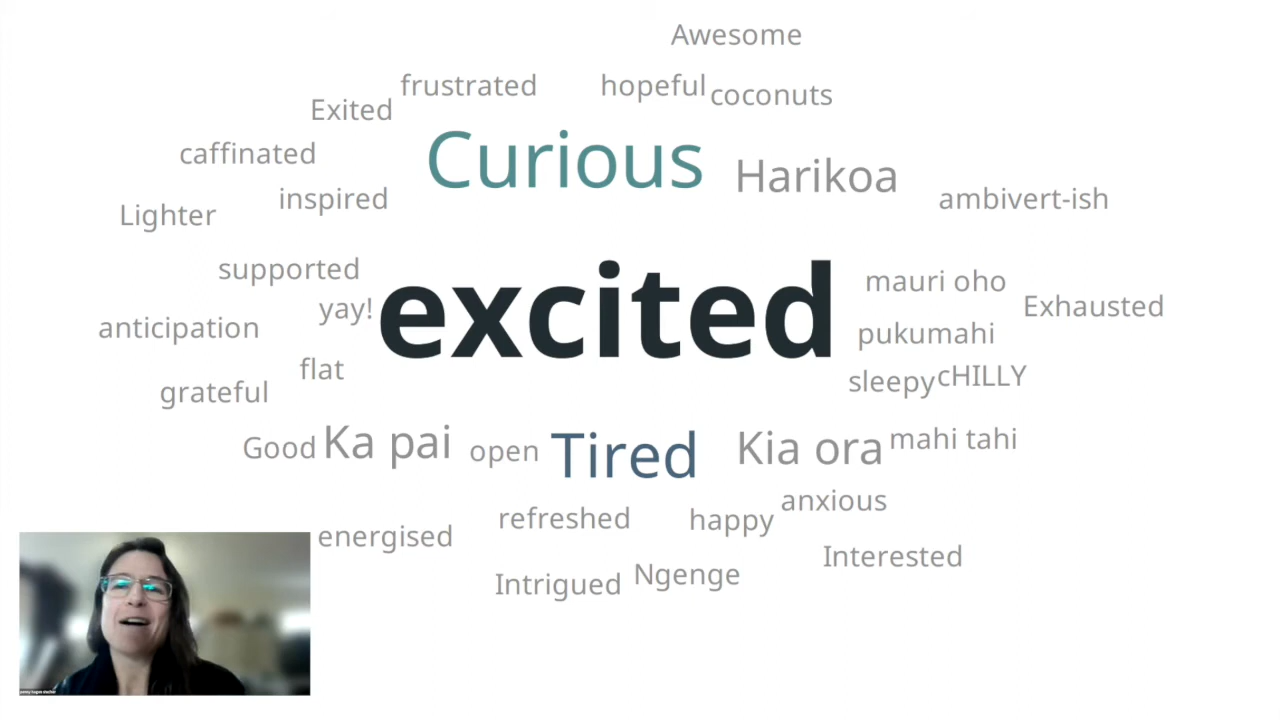 Awesome
frustrated
hopeful
coconuts
Exited
caffinated
Curious
Harikoa
inspired
ambivert-ish
Lighter
supported
mauri oho
yay!
excited
Exhausted
anticipation
pukumahi
flat
sleepy
cHILLY
grateful
Good
Ka pai
open
Tired
Kia ora
mahi tahi
anxious
refreshed
happy
energised
Interested
Intrigued
Ngenge